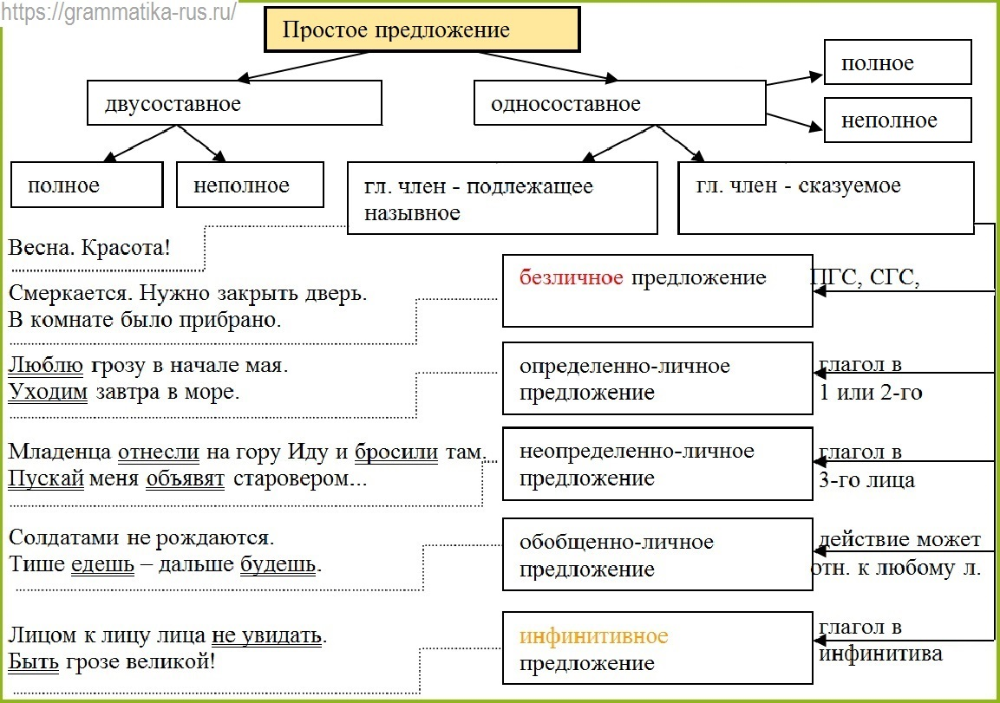 https://grammatika-rus.ru/
Простое предложение
двусоставное
односоставное
полное
неполное
полное
неполное
гл. член - подлежащее
назывное
гл. член - сказуемое
Весна. Красота!
Смеркается. Нужно закрыть дверь.
В комнате было прибрано.
безличное предложение
ПГС, СГС,
Люблю грозу в начале мая.
Уходим завтра в море.
определенно-личное
предложение
глагол в
1 или 2-го
Младенца отнесли на гору Иду и бросили там.
Пускай меня объявят старовером...
неопределенно-личное
предложение
глагол в
3-го лица
Солдатами не рождаются.
Тише едешь – дальше будешь.
обобщенно-личное
предложение
действие может
отн. к любому л.
Лицом к лицу лица не увидать.
Быть грозе великой!
инфинитивное
предложение
глагол в
инфинитива